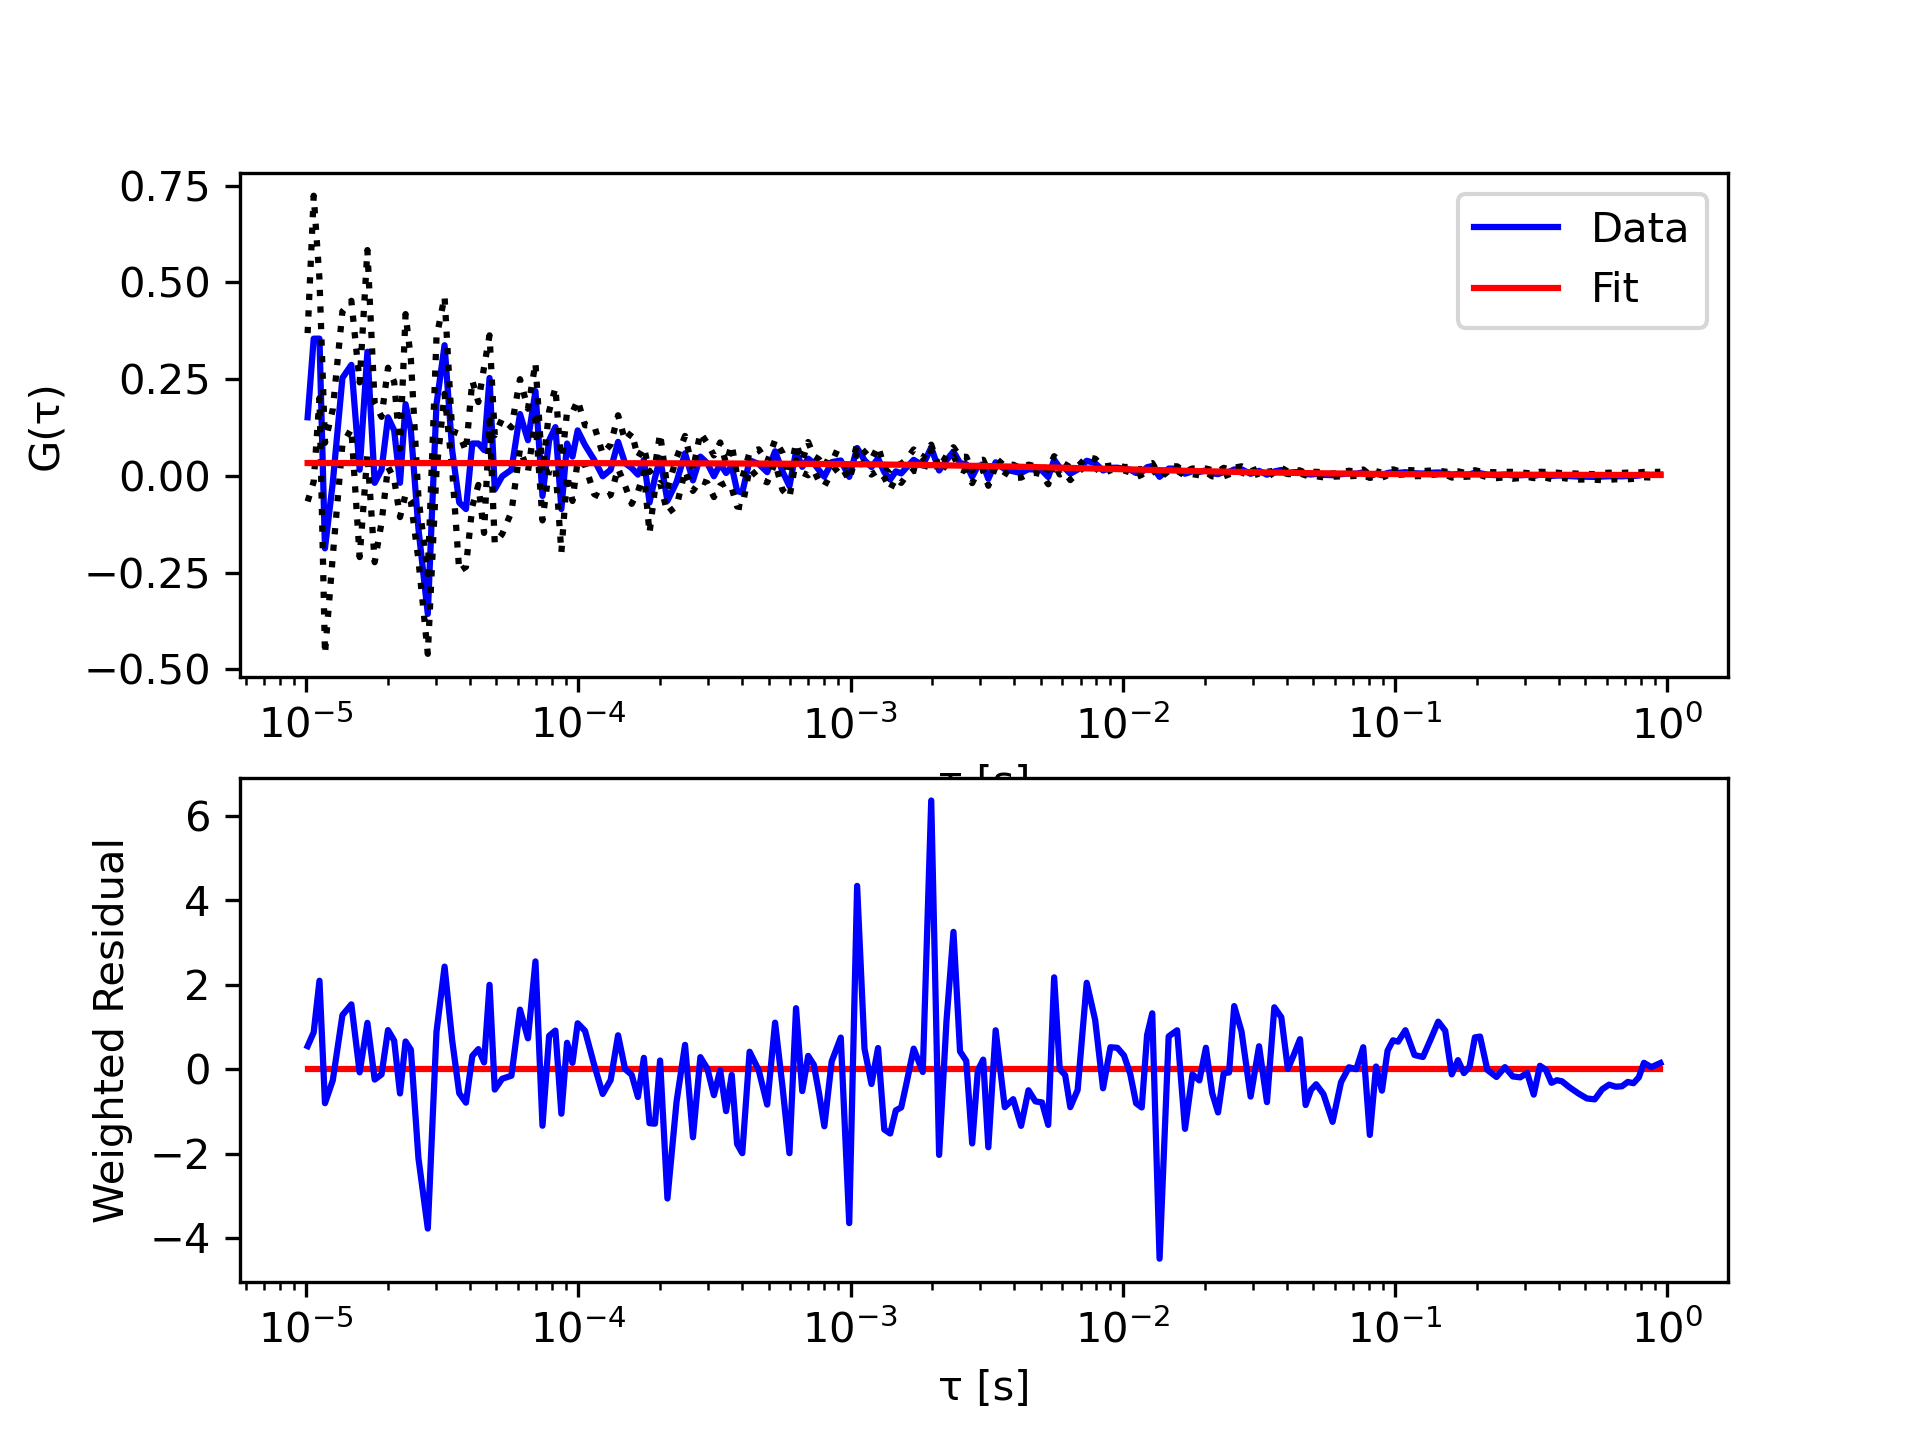 0.75
0.50
0.25
0.00
−0.25
−0.50
G(τ)
Data
Fit
10⁻⁵ 10⁻⁴ 10⁻³ 10⁻² 10⁻¹ 10⁰
τ [s]
6
4
2
0
−2
−4
Weighted Residual
10⁻⁵ 10⁻⁴ 10⁻³ 10⁻² 10⁻¹ 10⁰
τ [s]